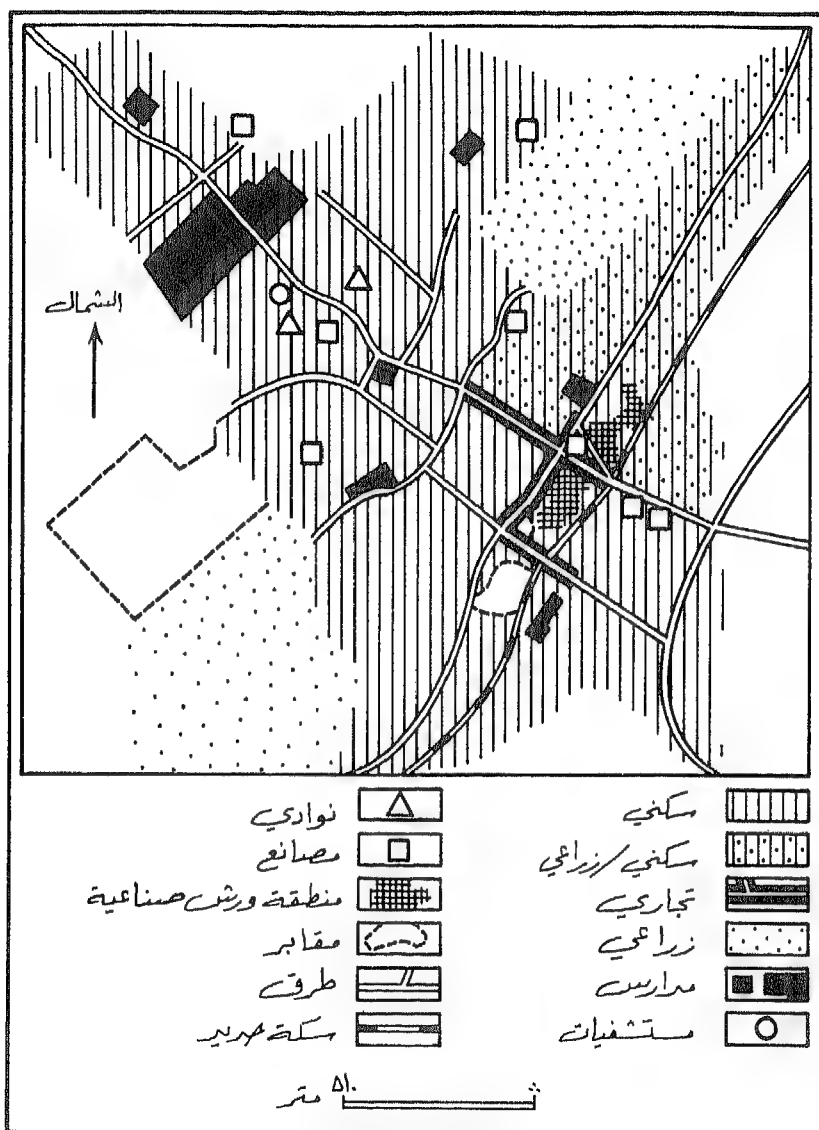 الشمال
سكني
سكني/زراعي
تجاري
زراعي
مدارس
مستشفيات
نوادي
مصانع
منطقة ورش صناعية
مقابر
طرق
سكة حديد
متر